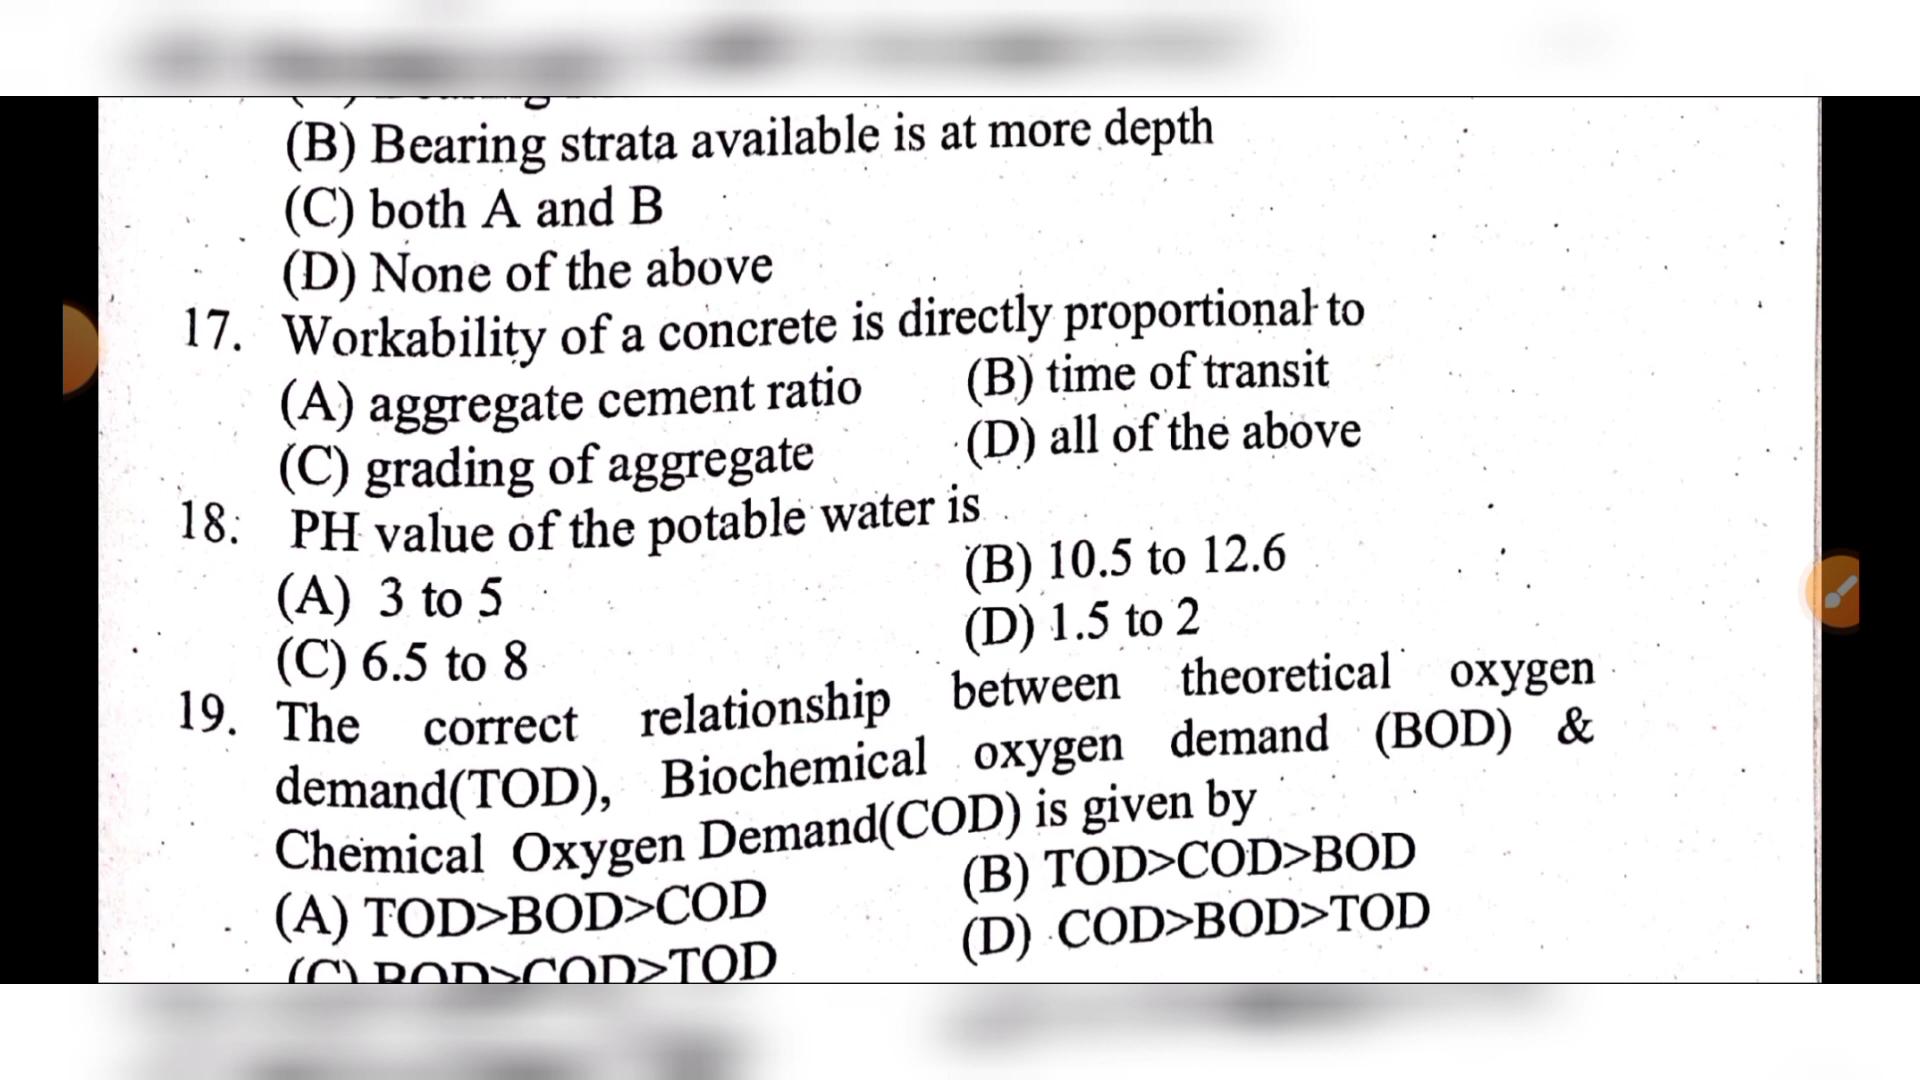 (B) Bearing strata available is at more depth
(C) both A and B
(D) None of the above
17. Workability of a concrete is directly proportional to
(A) aggregate cement ratio (B) time of transit
(C) grading of aggregate (D) all of the above
18. PH value of the potable water is
(A) 3 to 5 (B) 10.5 to 12.6
(C) 6.5 to 8 (D) 1.5 to 2
19. The correct relationship between theoretical oxygen
demand(TOD), Biochemical oxygen demand (BOD) &
Chemical Oxygen Demand(COD) is given by
(A) TOD>BOD>COD (B) TOD>COD>BOD
(C) BOD>COD>TOD (D) COD>BOD>TOD